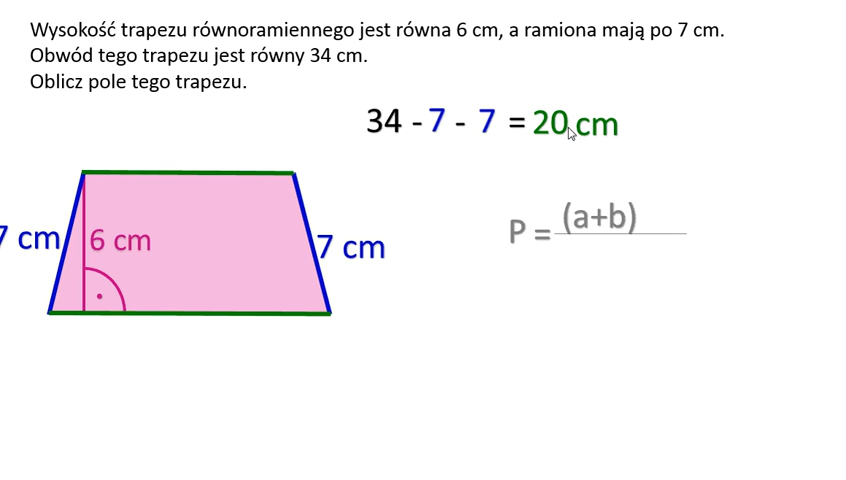 Wysokość trapezu równoramiennego jest równa 6 cm, a ramiona mają po 7 cm.
Obwód tego trapezu jest równy 34 cm.
Oblicz pole tego trapezu.
34 - 7 - 7 = 20 cm
7 cm
6 cm
7 cm
P = (a+b)